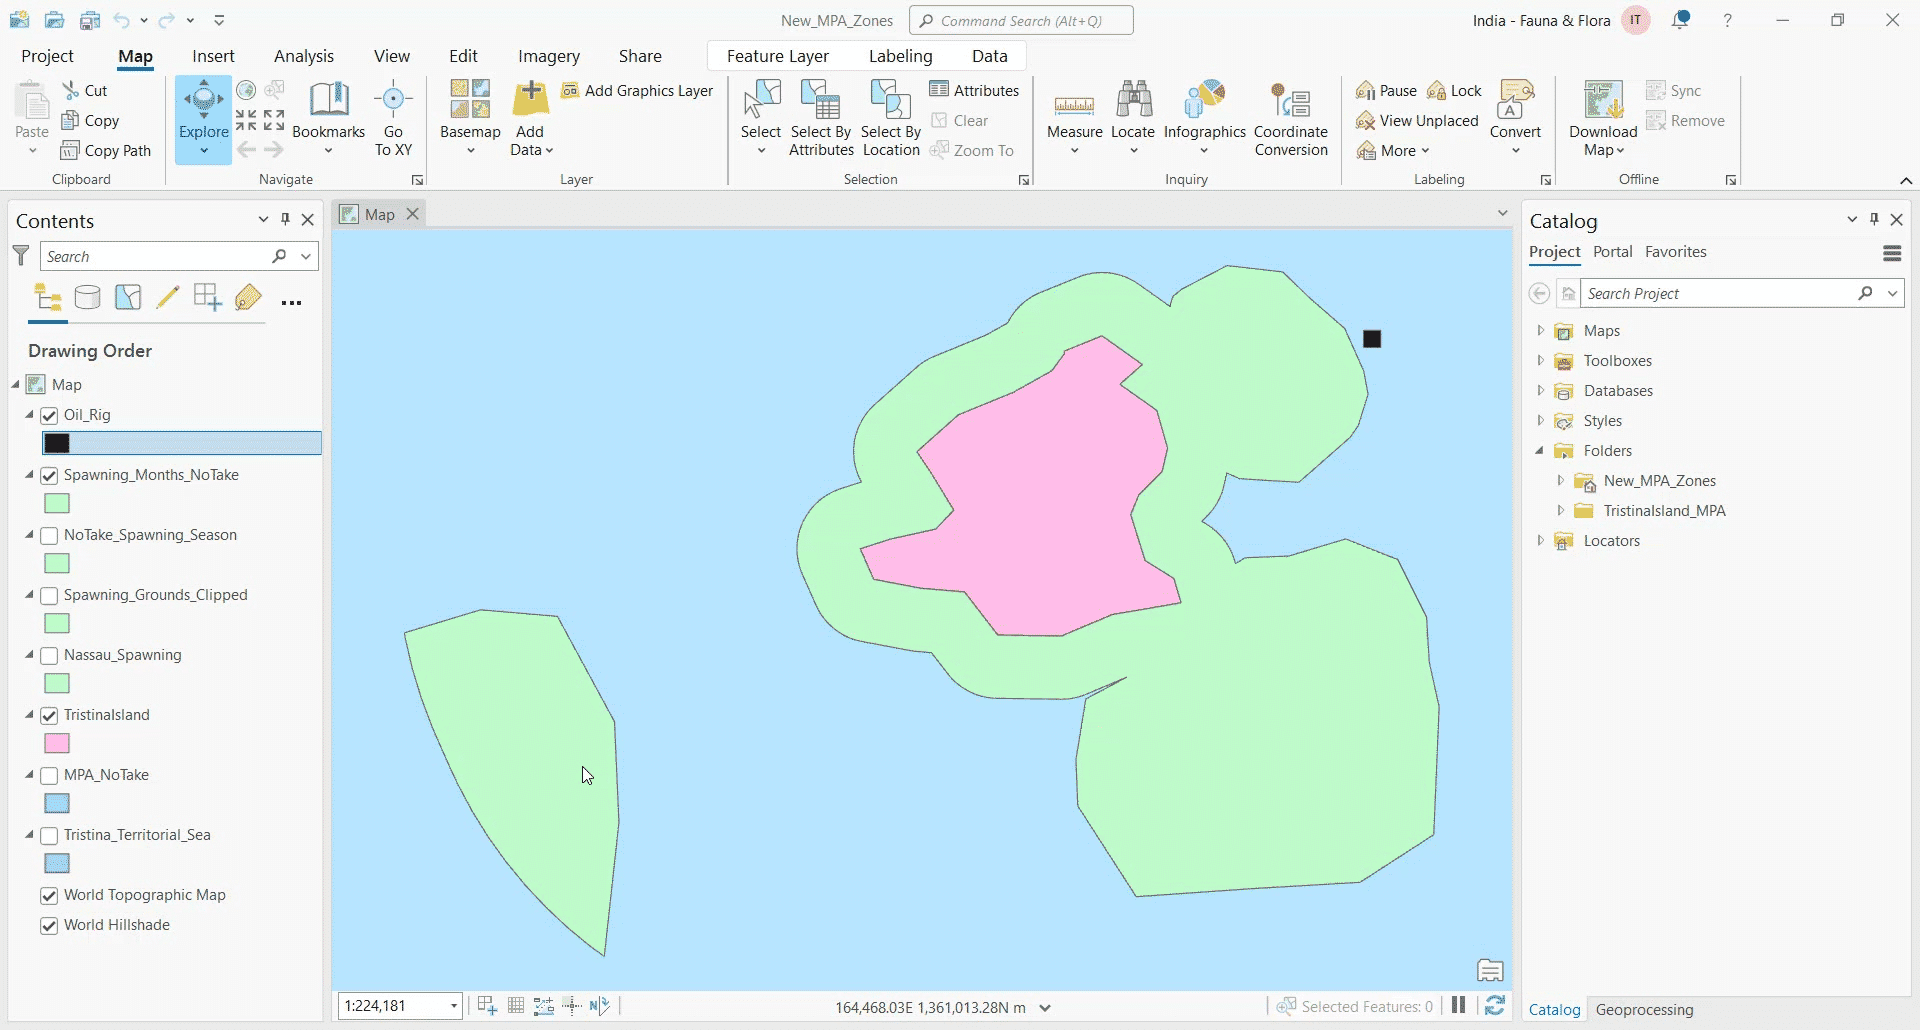 New_MPA_Zones
Command Search (Alt+Q)
India - Fauna & Flora
IT
?
Project
Map
Insert
Analysis
View
Edit
Imagery
Share
Feature Layer
Labeling
Data
Paste
Cut
Copy
Copy Path
Clipboard
Explore
Bookmarks
Go
To XY
Navigate
Basemap
Add
Data
Add Graphics Layer
Layer
Select
Select By
Attributes
Select By
Location
Attributes
Clear
Zoom To
Selection
Measure
Locate
Infographics
Coordinate
Conversion
Inquiry
Pause
Lock
View Unplaced
More
Convert
Labeling
Download
Map
Sync
Remove
Offline
Contents
Search
Drawing Order
Map
Oil_Rig
Spawning_Months_NoTake
NoTake_Spawning_Season
Spawning_Grounds_Clipped
Nassau_Spawning
TristinaIsland
MPA_NoTake
Tristina_Territorial_Sea
World Topographic Map
World Hillshade
Map
1:224,181
164,468.03E 1,361,013.28N m
Selected Features: 0
Catalog
Project
Portal
Favorites
Search Project
Maps
Toolboxes
Databases
Styles
Folders
New_MPA_Zones
TristinaIsland_MPA
Locators
Catalog
Geoprocessing